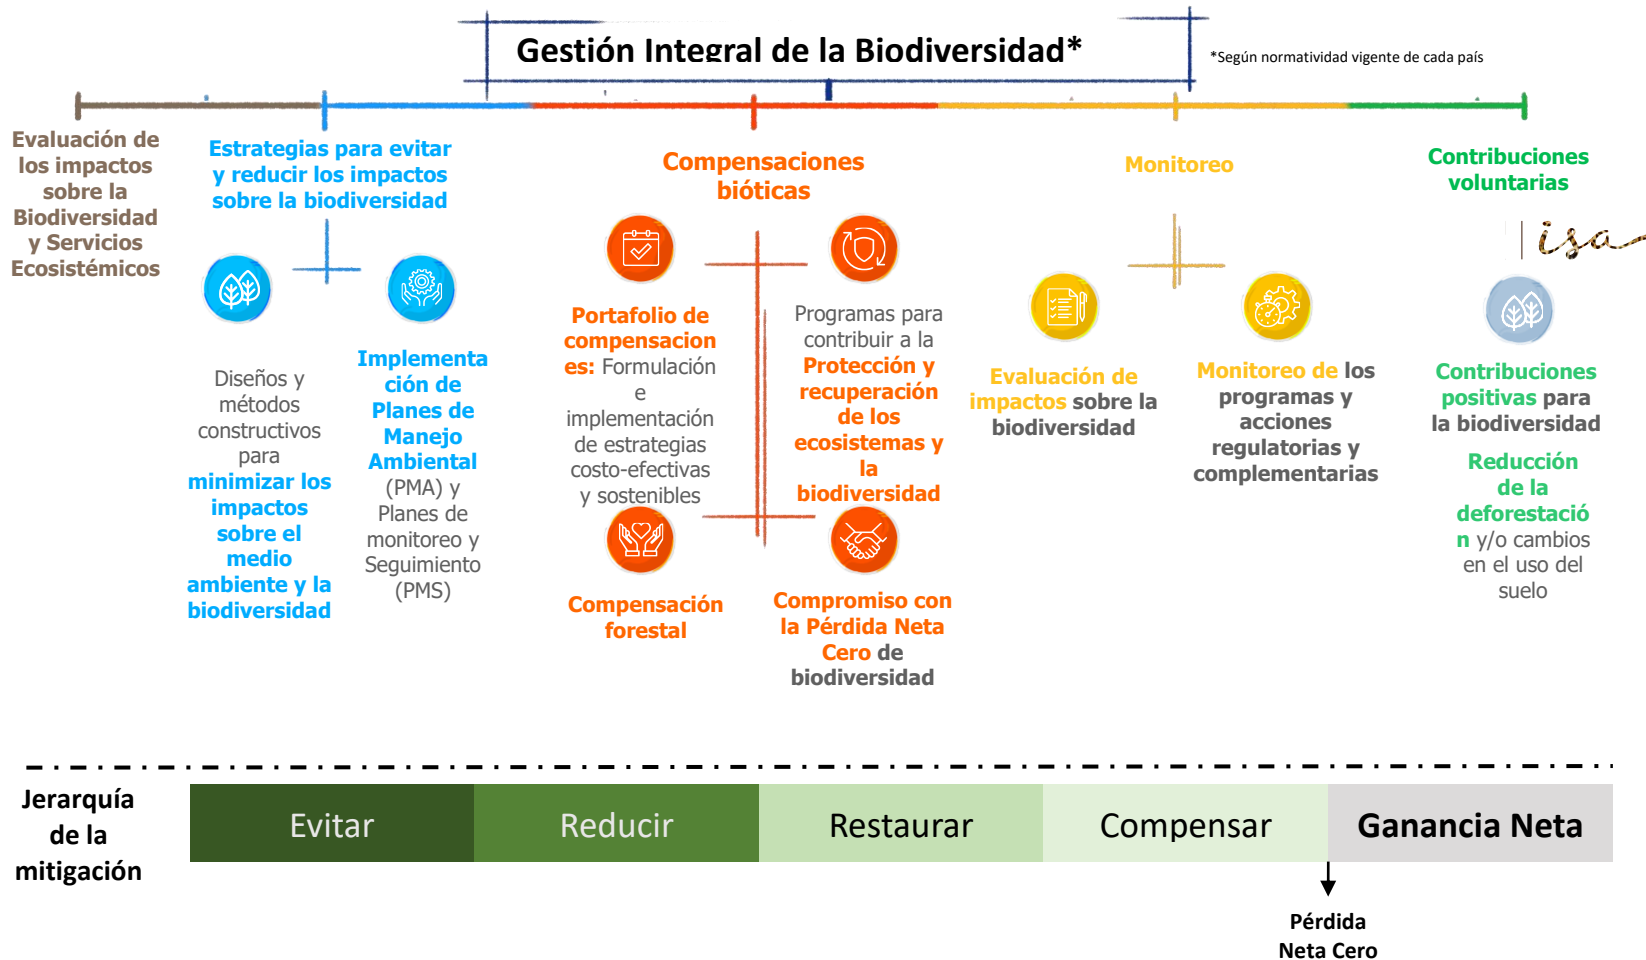 Gestión Integral de la Biodiversidad*
*Según normatividad vigente de cada país
Evaluación de
los impactos
sobre la
Biodiversidad
y Servicios
Ecosistémicos
Estrategias para evitar
y reducir los impactos
sobre la biodiversidad
Diseños y
métodos
constructivos
para
minimizar los
impactos
sobre el
medio
ambiente y la
biodiversidad
Implementa
ción de
Planes de
Manejo
Ambiental
(PMA) y
Planes de
monitoreo y
Seguimiento
(PMS)
Compensaciones
bióticas
Portafolio de
compensacion
es: Formulación
e
implementación
de estrategias
costo-efectivas
y sostenibles
Programas para
contribuir a la
Protección y
recuperación
de los
ecosistemas y
la
biodiversidad
Compensación
forestal
Compromiso con
la Pérdida Neta
Cero de
biodiversidad
Monitoreo
Evaluación de
impactos sobre la
biodiversidad
Monitoreo de los
programas y
acciones
regulatorias y
complementarias
Contribuciones
voluntarias
isa
Contribuciones
positivas para
la biodiversidad
Reducción
de la
deforestació
n y/o cambios
en el uso del
suelo
Jerarquía
de la
mitigación
Evitar
Reducir
Restaurar
Compensar
Ganancia Neta
Pérdida
Neta Cero